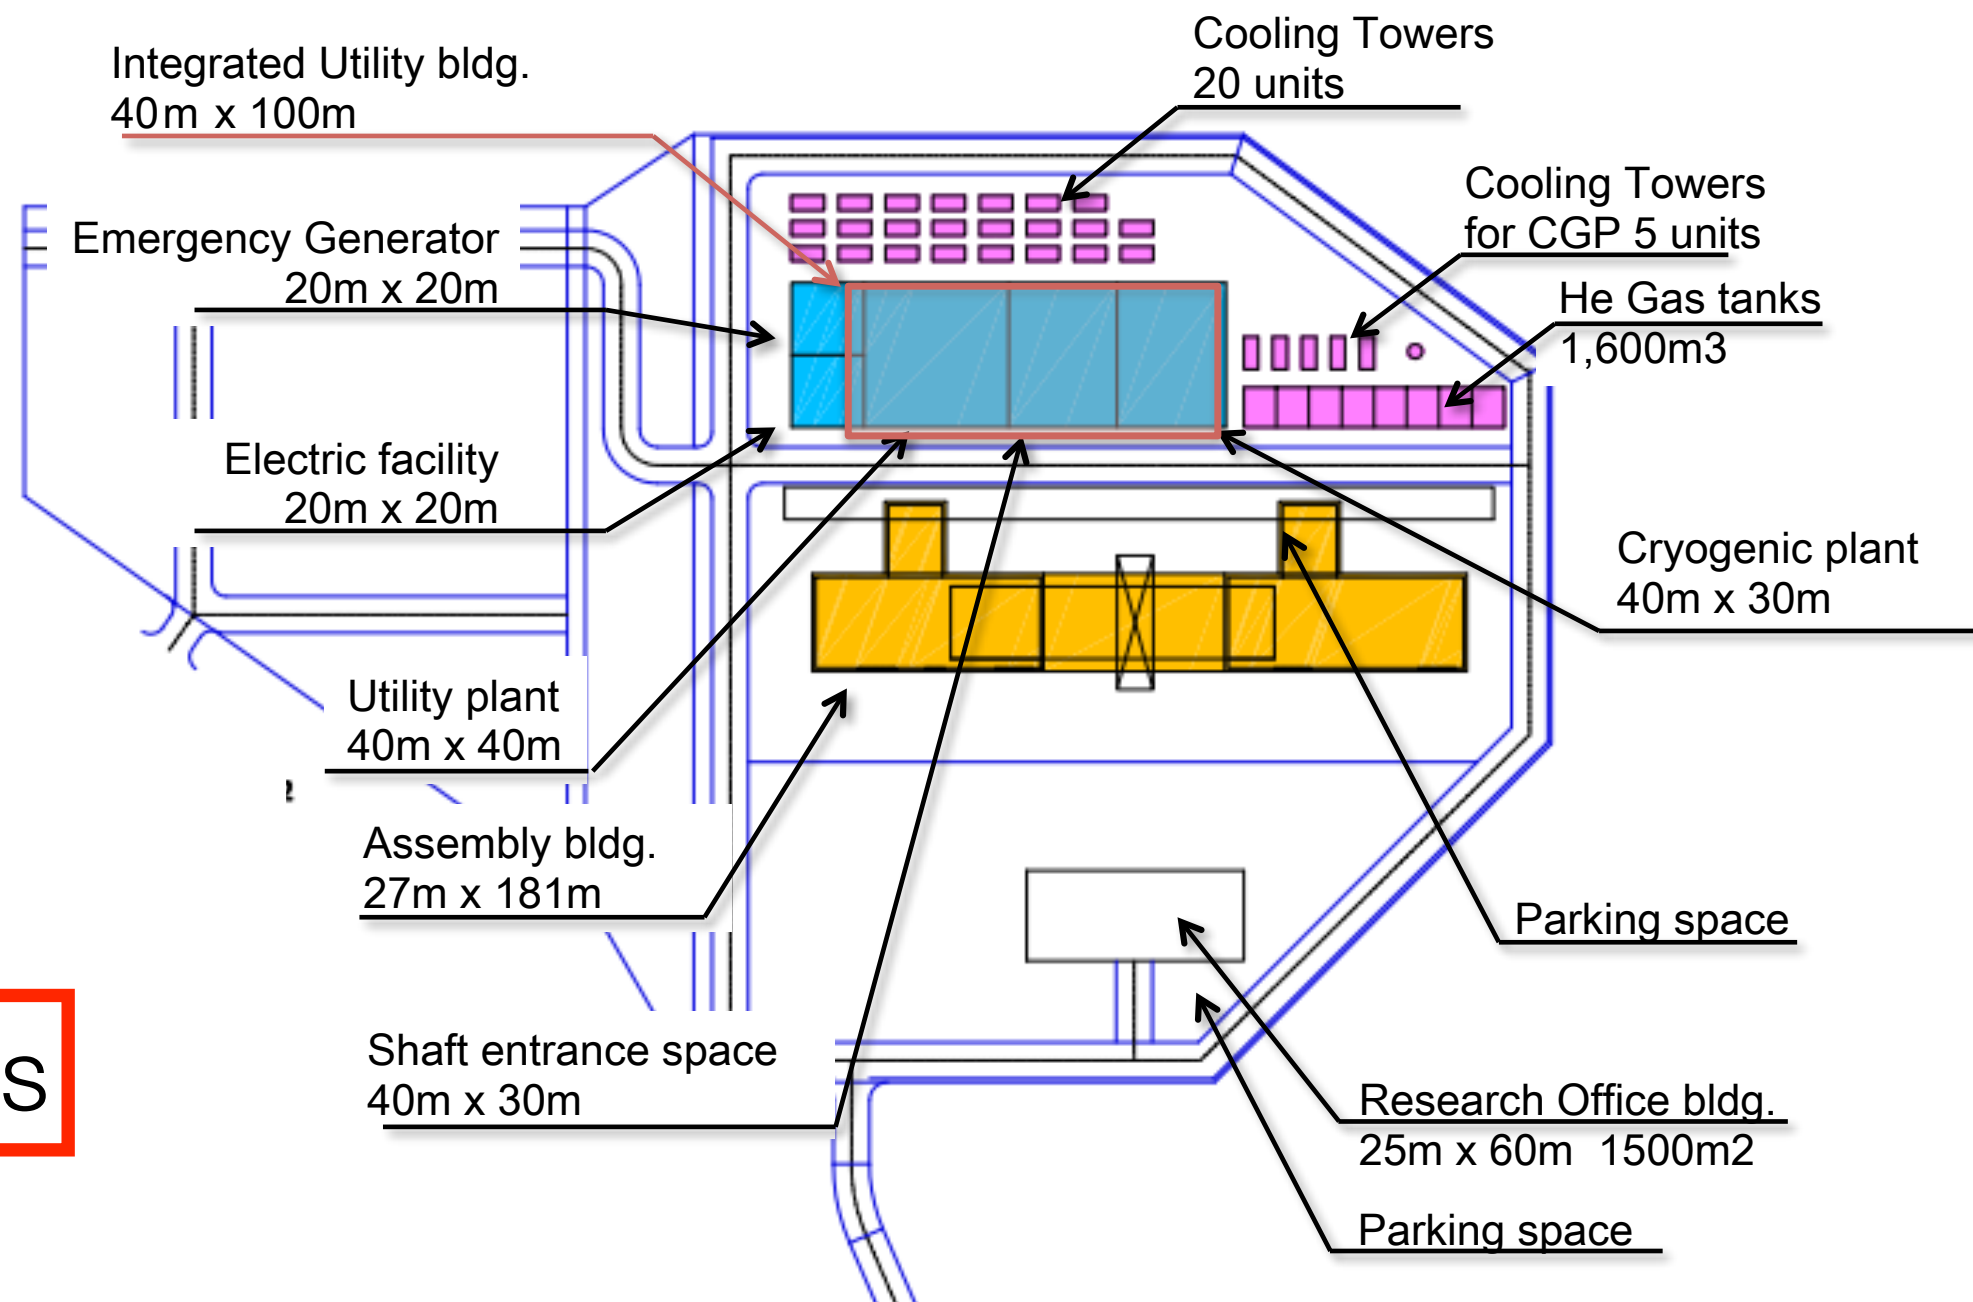 Integrated Utility bldg.
40m x 100m
Cooling Towers
20 units
Cooling Towers
for CGP 5 units
Emergency Generator
20m x 20m
He Gas tanks
1,600m3
Electric facility
20m x 20m
Cryogenic plant
40m x 30m
Utility plant
40m x 40m
Assembly bldg.
27m x 181m
Parking space
Shaft entrance space
40m x 30m
S
Research Office bldg.
25m x 60m 1500m2
Parking space